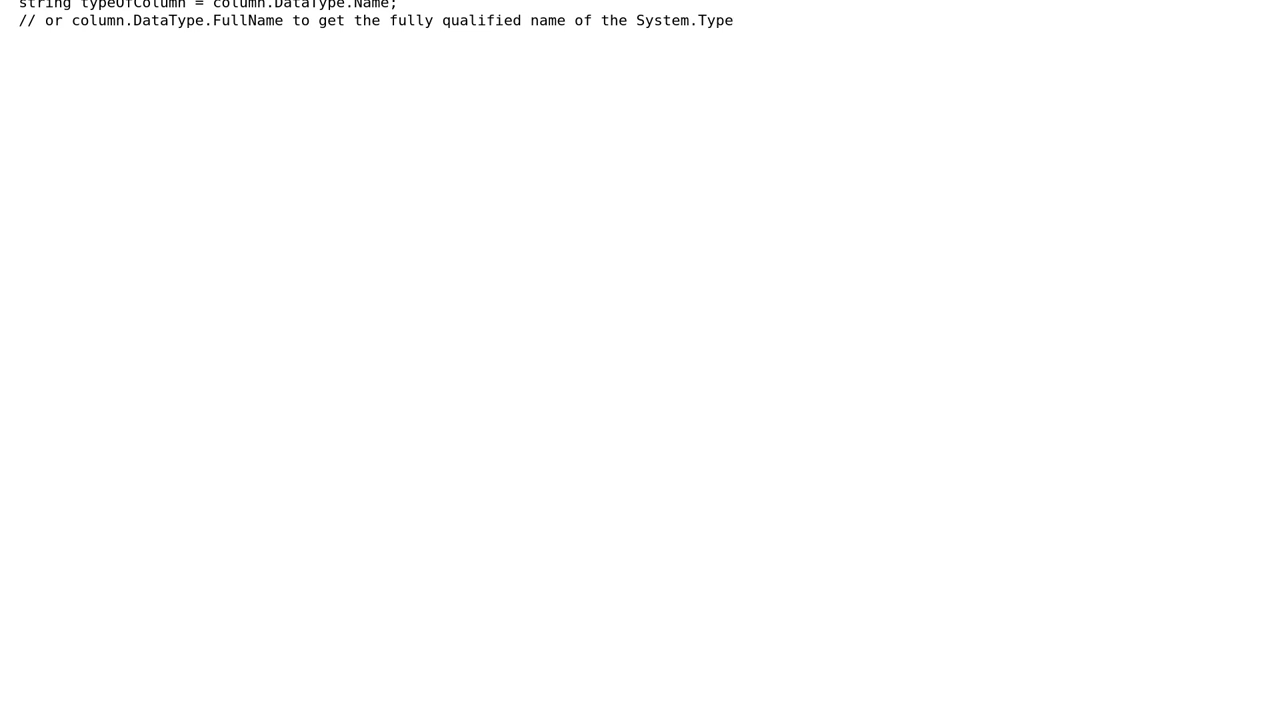 string typeOfColumn = column.DataType.Name;
// or column.DataType.FullName to get the fully qualified name of the System.Type